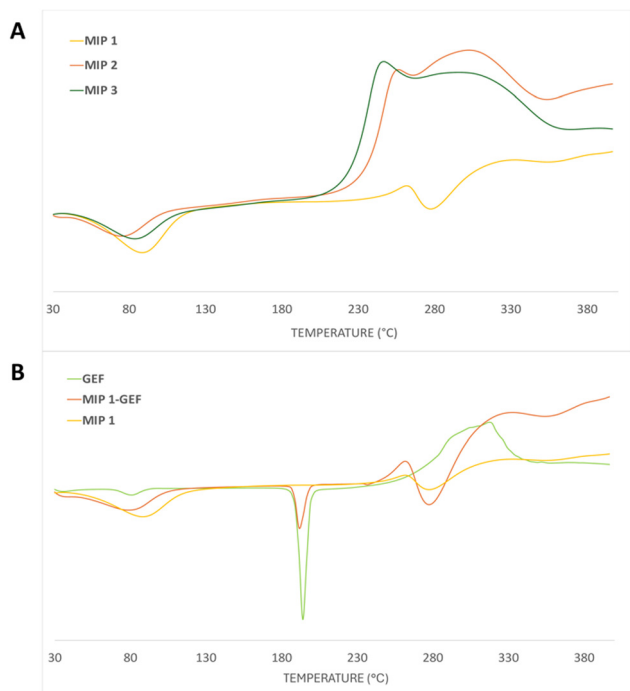 A
MIP 1
MIP 2
MIP 3
30 80 130 180 230 280 330 380
TEMPERATURE (°C)
B
GEF
MIP 1-GEF
MIP 1
30 80 130 180 230 280 330 380
TEMPERATURE (°C)